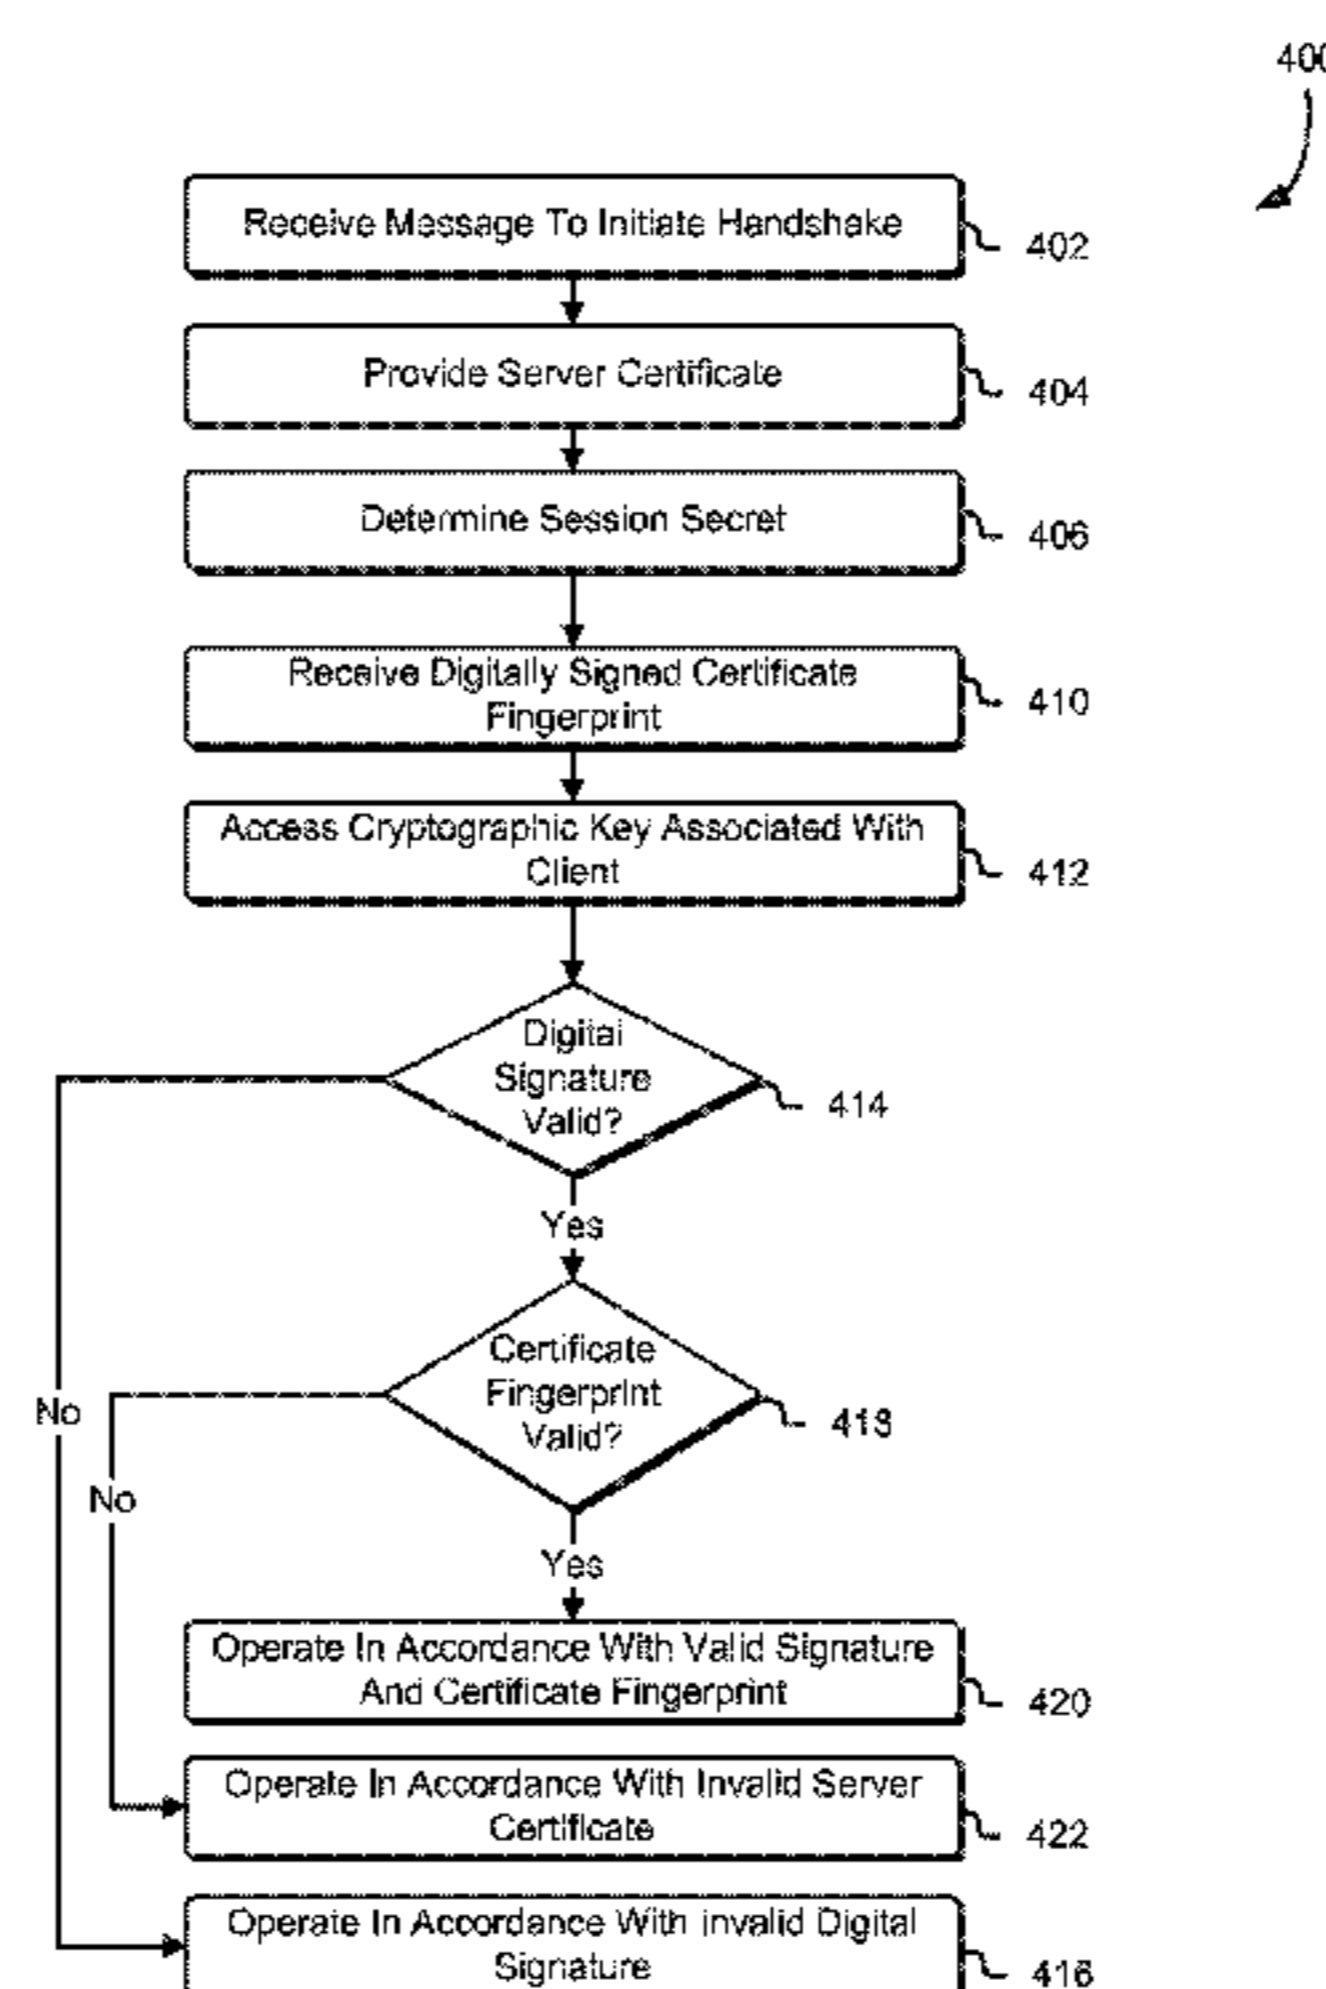 400
Receive Message To Initiate Handshake
402
Provide Server Certificate
404
Determine Session Secret
406
Receive Digitally Signed Certificate
Fingerprint
410
Access Cryptographic Key Associated With
Client
412
Digital
Signature
Valid?
414
Yes
Certificate
Fingerprint
Valid?
418
No
No
Yes
Operate In Accordance With Valid Signature
And Certificate Fingerprint
420
Operate In Accordance With Invalid Server
Certificate
422
Operate In Accordance With invalid Digital
Signature
416